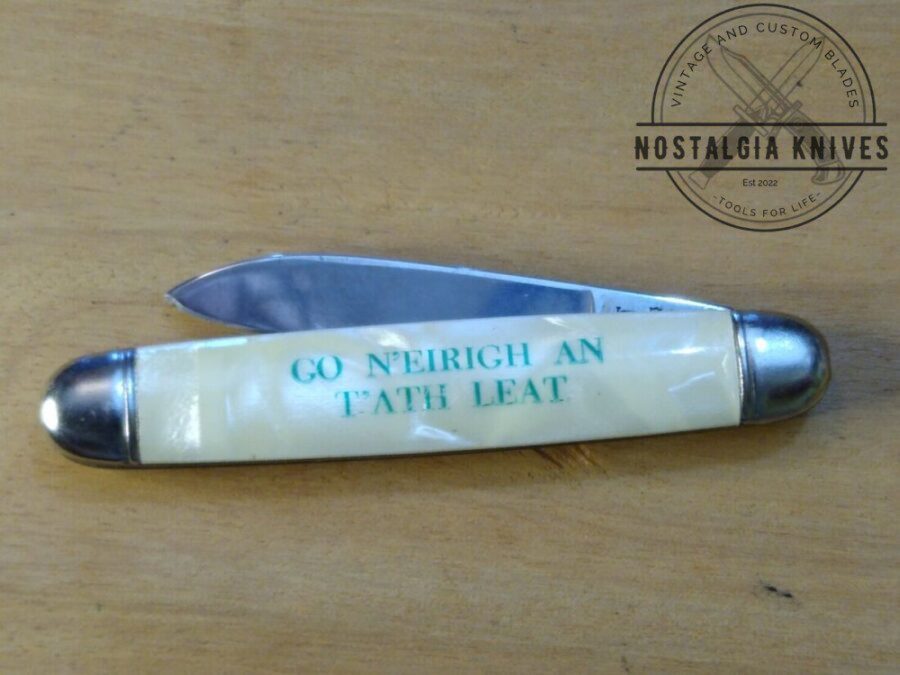 VINTAGE AND CUSTOM BLADES
NOSTALGIA KNIVES
Est 2022
-TOOLS FOR LIFE-
GO N'EIRIGH AN
T'ATH LEAT